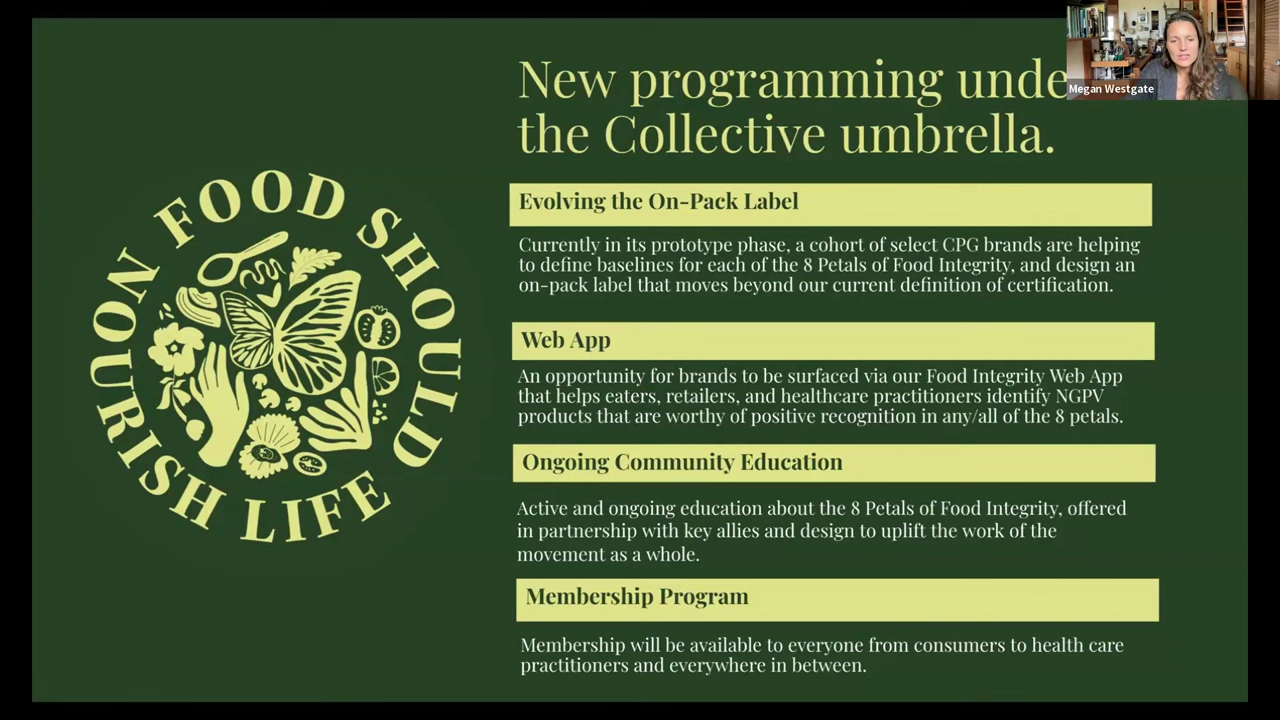 New programming unde
the Collective umbrella.
Megan Westgate
FOOD SHOULD NOURISH LIFE
Evolving the On-Pack Label
Currently in its prototype phase, a cohort of select CPG brands are helping
to define baselines for each of the 8 Petals of Food Integrity, and design an
on-pack label that moves beyond our current definition of certification.
Web App
An opportunity for brands to be surfaced via our Food Integrity Web App
that helps eaters, retailers, and healthcare practitioners identify NGPV
products that are worthy of positive recognition in any/all of the 8 petals.
Ongoing Community Education
Active and ongoing education about the 8 Petals of Food Integrity, offered
in partnership with key allies and design to uplift the work of the
movement as a whole.
Membership Program
Membership will be available to everyone from consumers to health care
practitioners and everywhere in between.